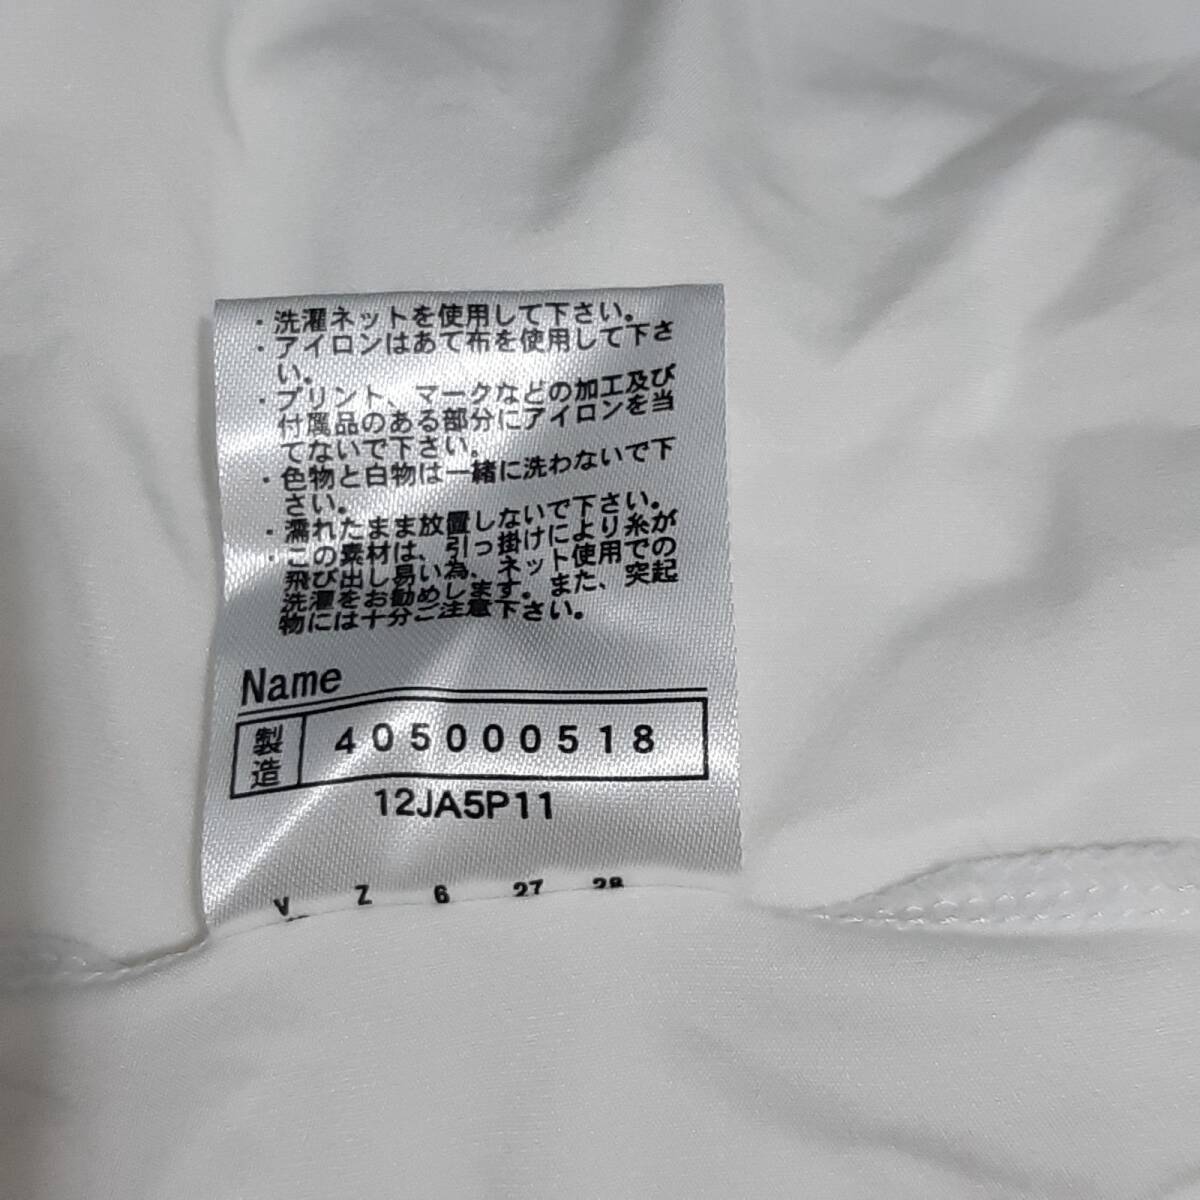 ・洗濯ネットを使用して下さい。
・アイロンはあて布を使用して下さ
い。
・プリント、マークなどの加工及び
付属品のある部分にアイロンを当
てないで下さい。
・色物と白物は一緒に洗わないで下
さい。
・濡れたまま放置しないで下さい。
・この素材は、引っ掛けにより糸が
飛び出し易い為、ネット使用での
洗濯をお勧めします。また、突起
物には十分ご注意下さい。
Name
製造 405000518
12JA5P11
V Z 6 27 28